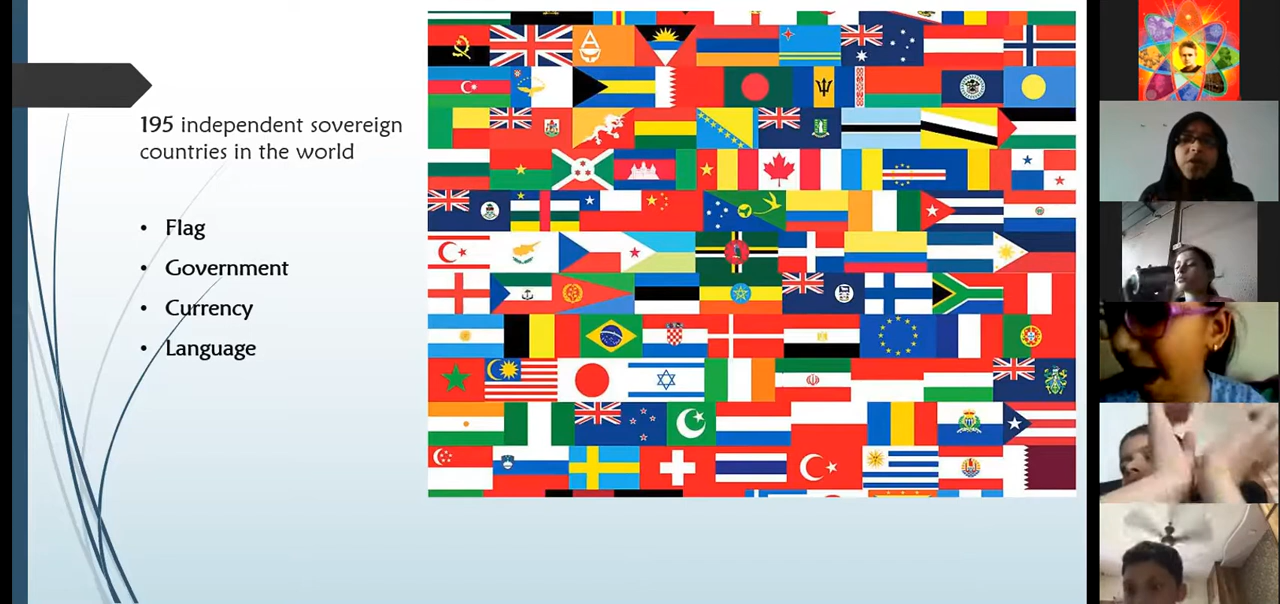 195 independent sovereign
countries in the world
• Flag
• Government
• Currency
• Language